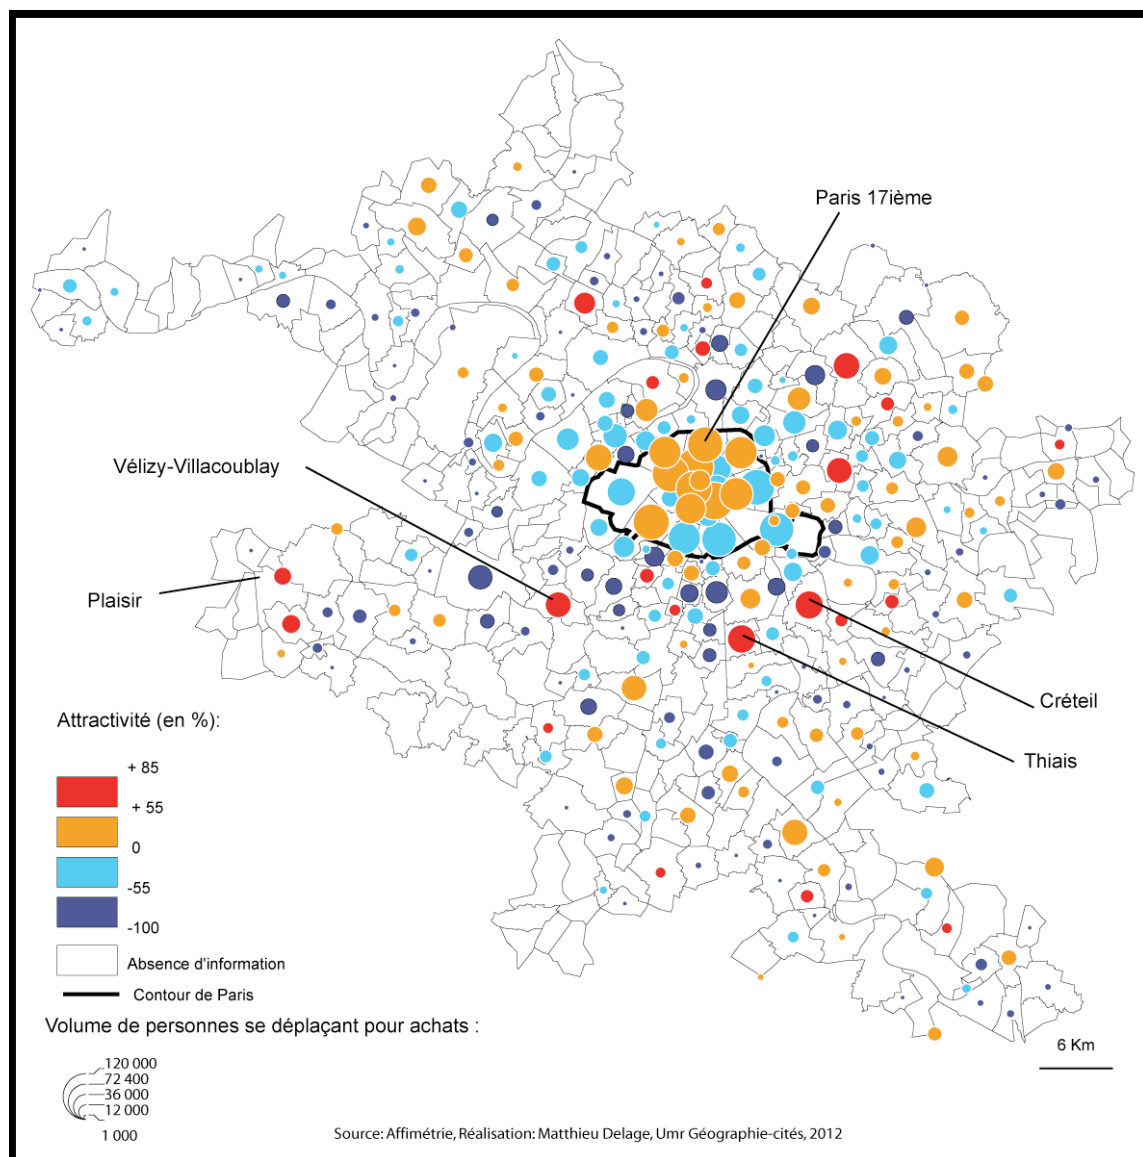 Paris 17ième
Vélizy-Villacoublay
Plaisir
Créteil
Thiais
Attractivité (en %):
+ 85
+ 55
0
-55
-100
Absence d'information
Contour de Paris
Volume de personnes se déplaçant pour achats :
120 000
72 400
36 000
12 000
1 000
6 Km
Source: Affimétrie, Réalisation: Matthieu Delage, Umr Géographie-cités, 2012